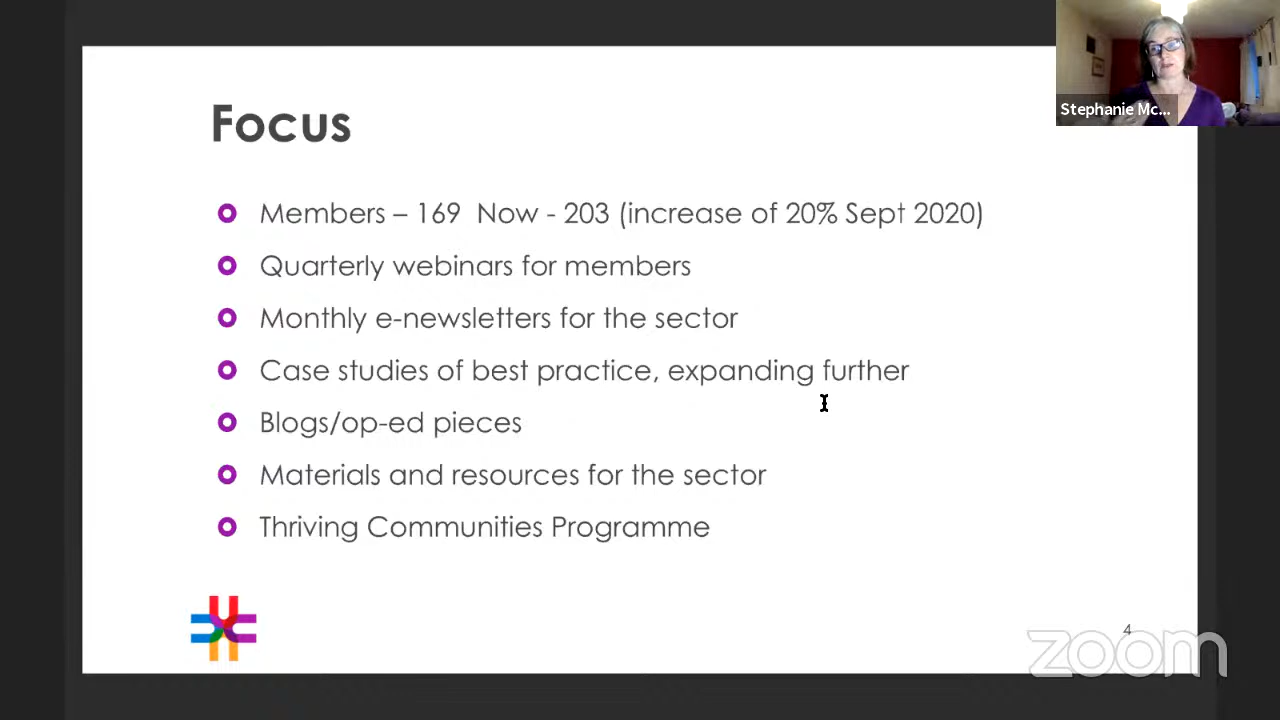 Stephanie Mc...
Focus
Members – 169  Now - 203 (increase of 20% Sept 2020)
Quarterly webinars for members
Monthly e-newsletters for the sector
Case studies of best practice, expanding further
Blogs/op-ed pieces
Materials and resources for the sector
Thriving Communities Programme
4
zoom